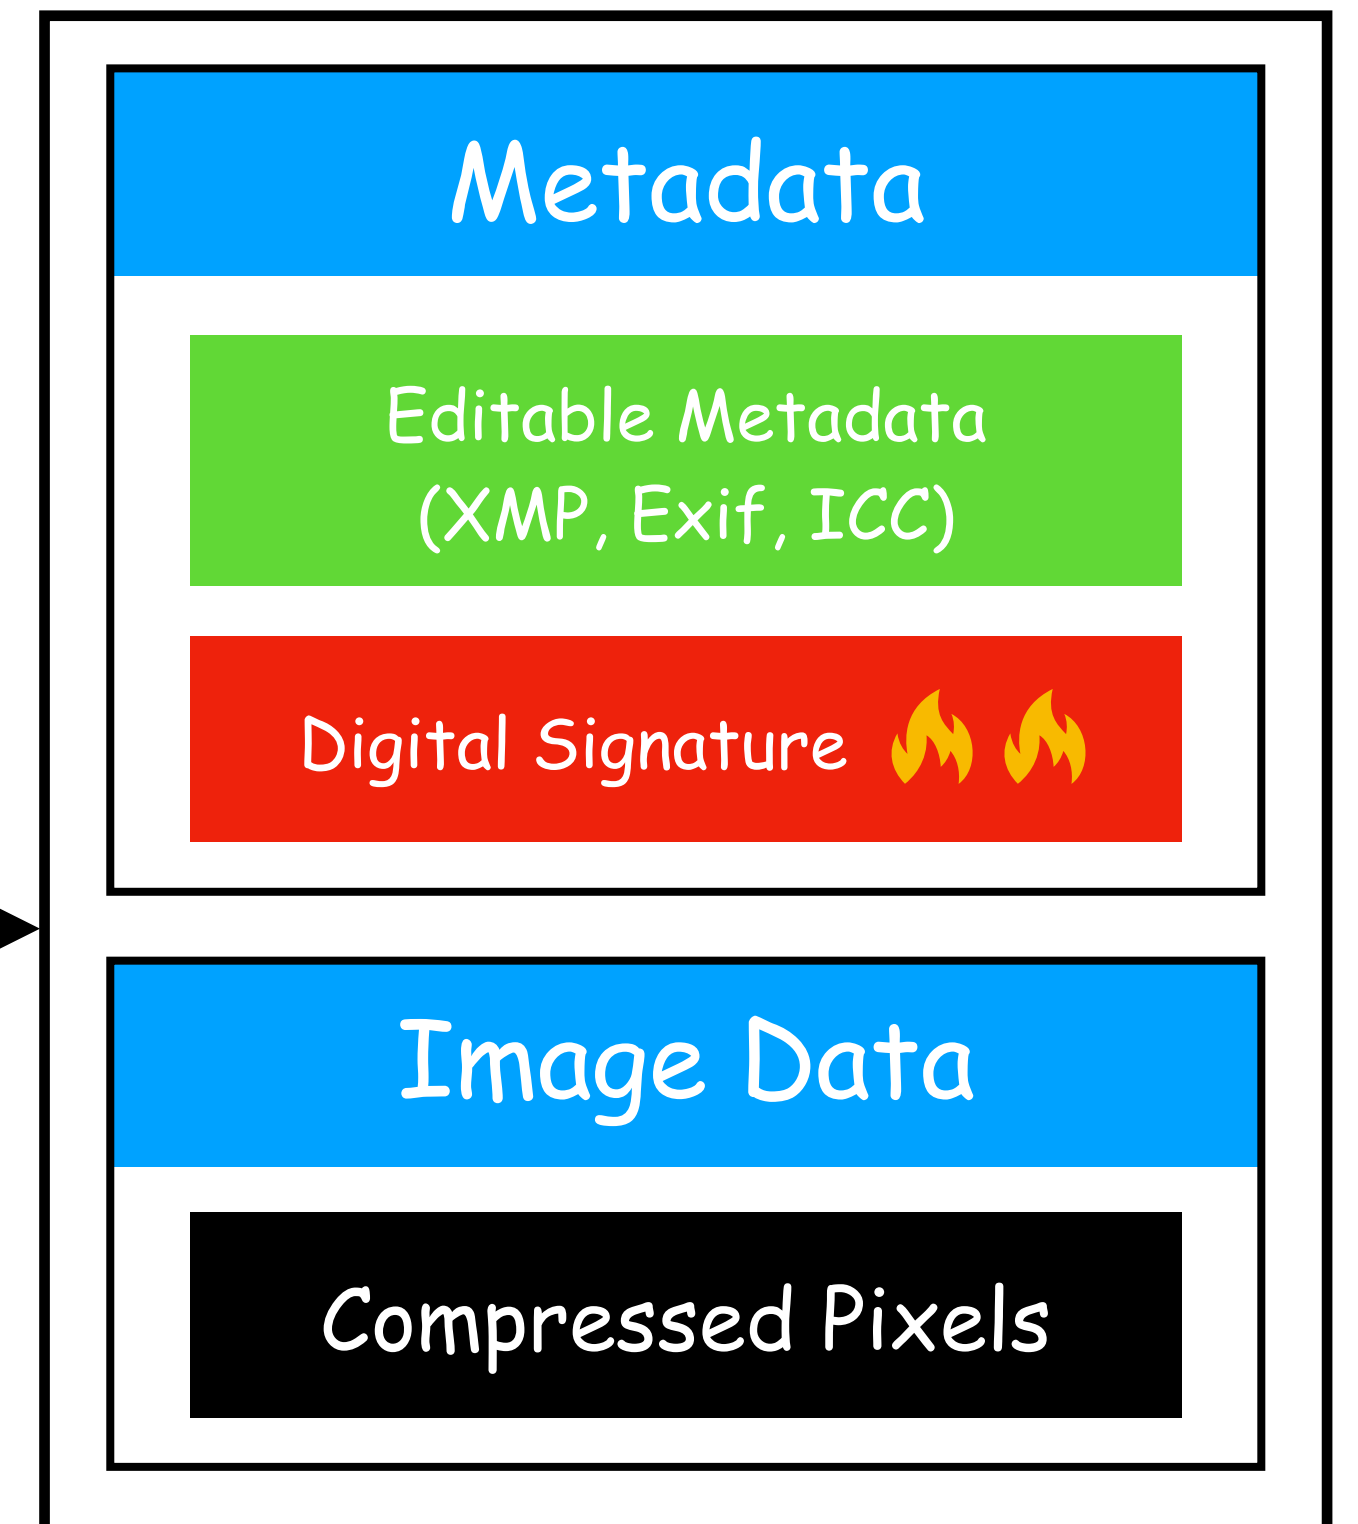 Metadata
Editable Metadata
(XMP, Exif, ICC)
Digital Signature
Image Data
Compressed Pixels